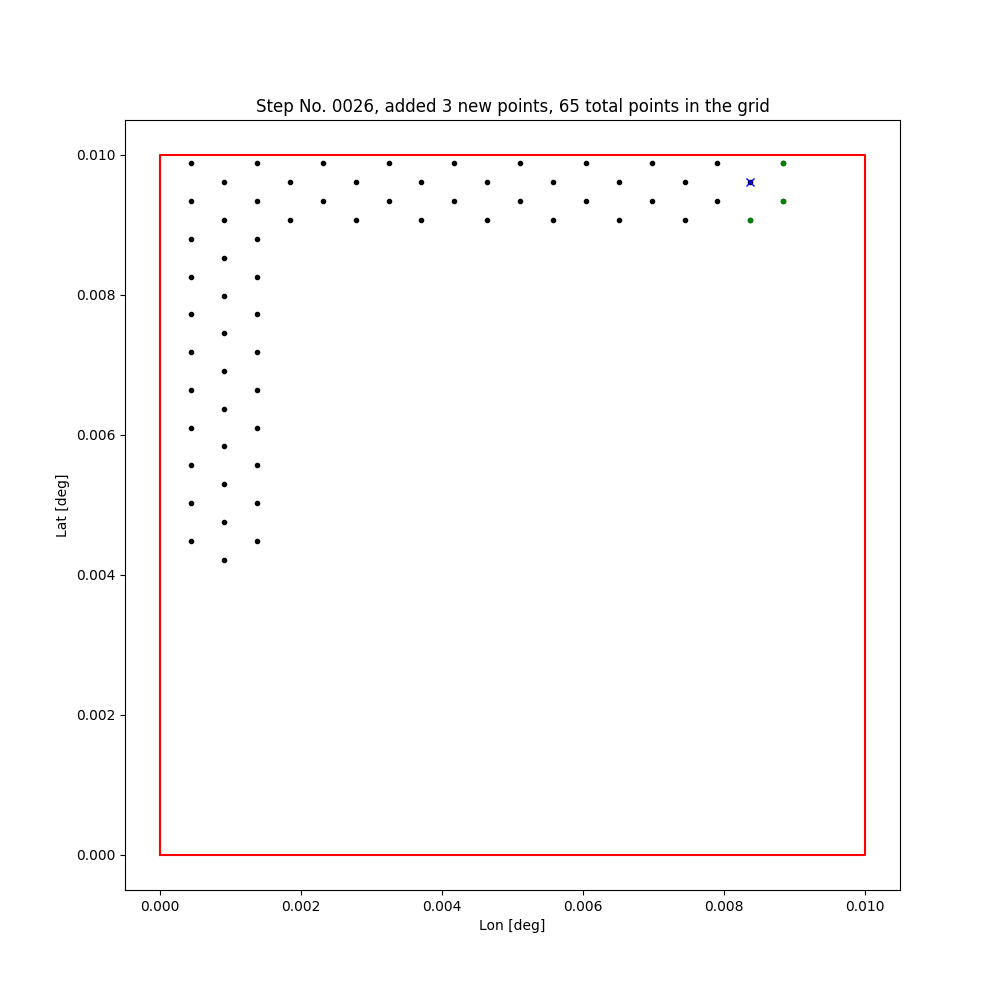 Step No. 0026, added 3 new points, 65 total points in the grid
0.010
0.008
0.006
0.004
0.002
0.000
Lat [deg]
0.000 0.002 0.004 0.006 0.008 0.010
Lon [deg]